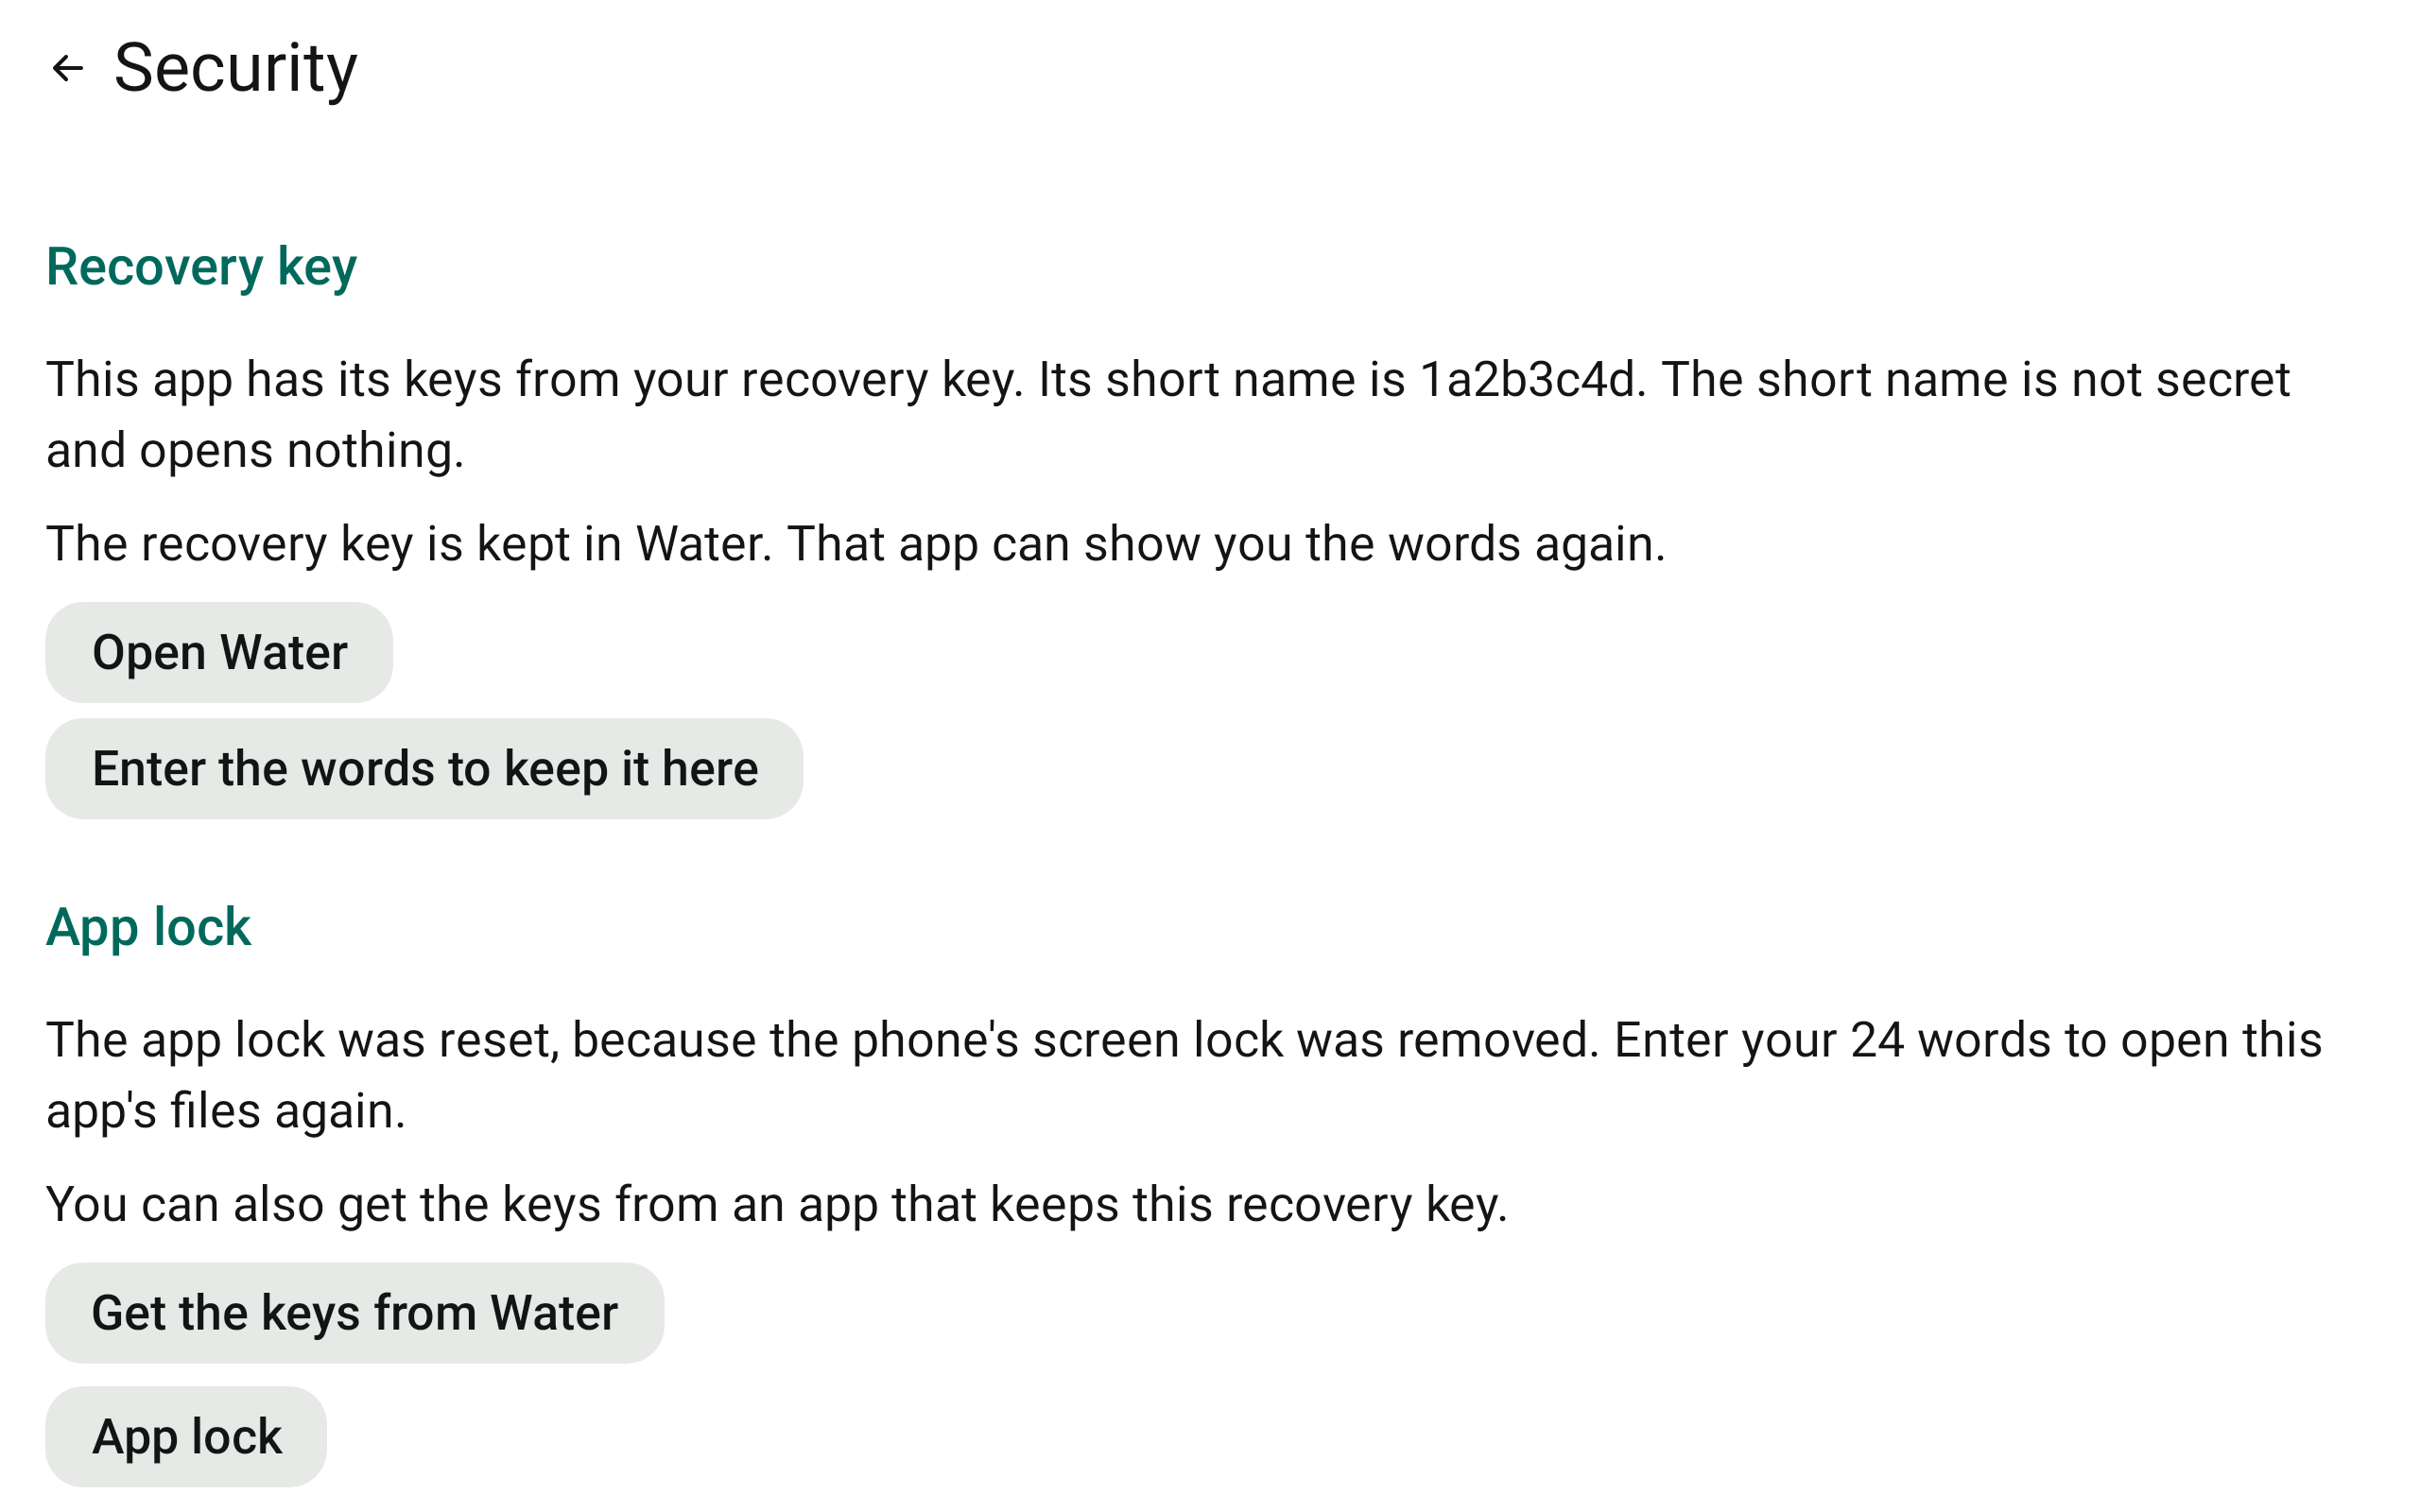 Security
Recovery key
This app has its keys from your recovery key. Its short name is 1a2b3c4d. The short name is not secret
and opens nothing.
The recovery key is kept in Water. That app can show you the words again.
Open Water
Enter the words to keep it here
App lock
The app lock was reset, because the phone's screen lock was removed. Enter your 24 words to open this
app's files again.
You can also get the keys from an app that keeps this recovery key.
Get the keys from Water
App lock